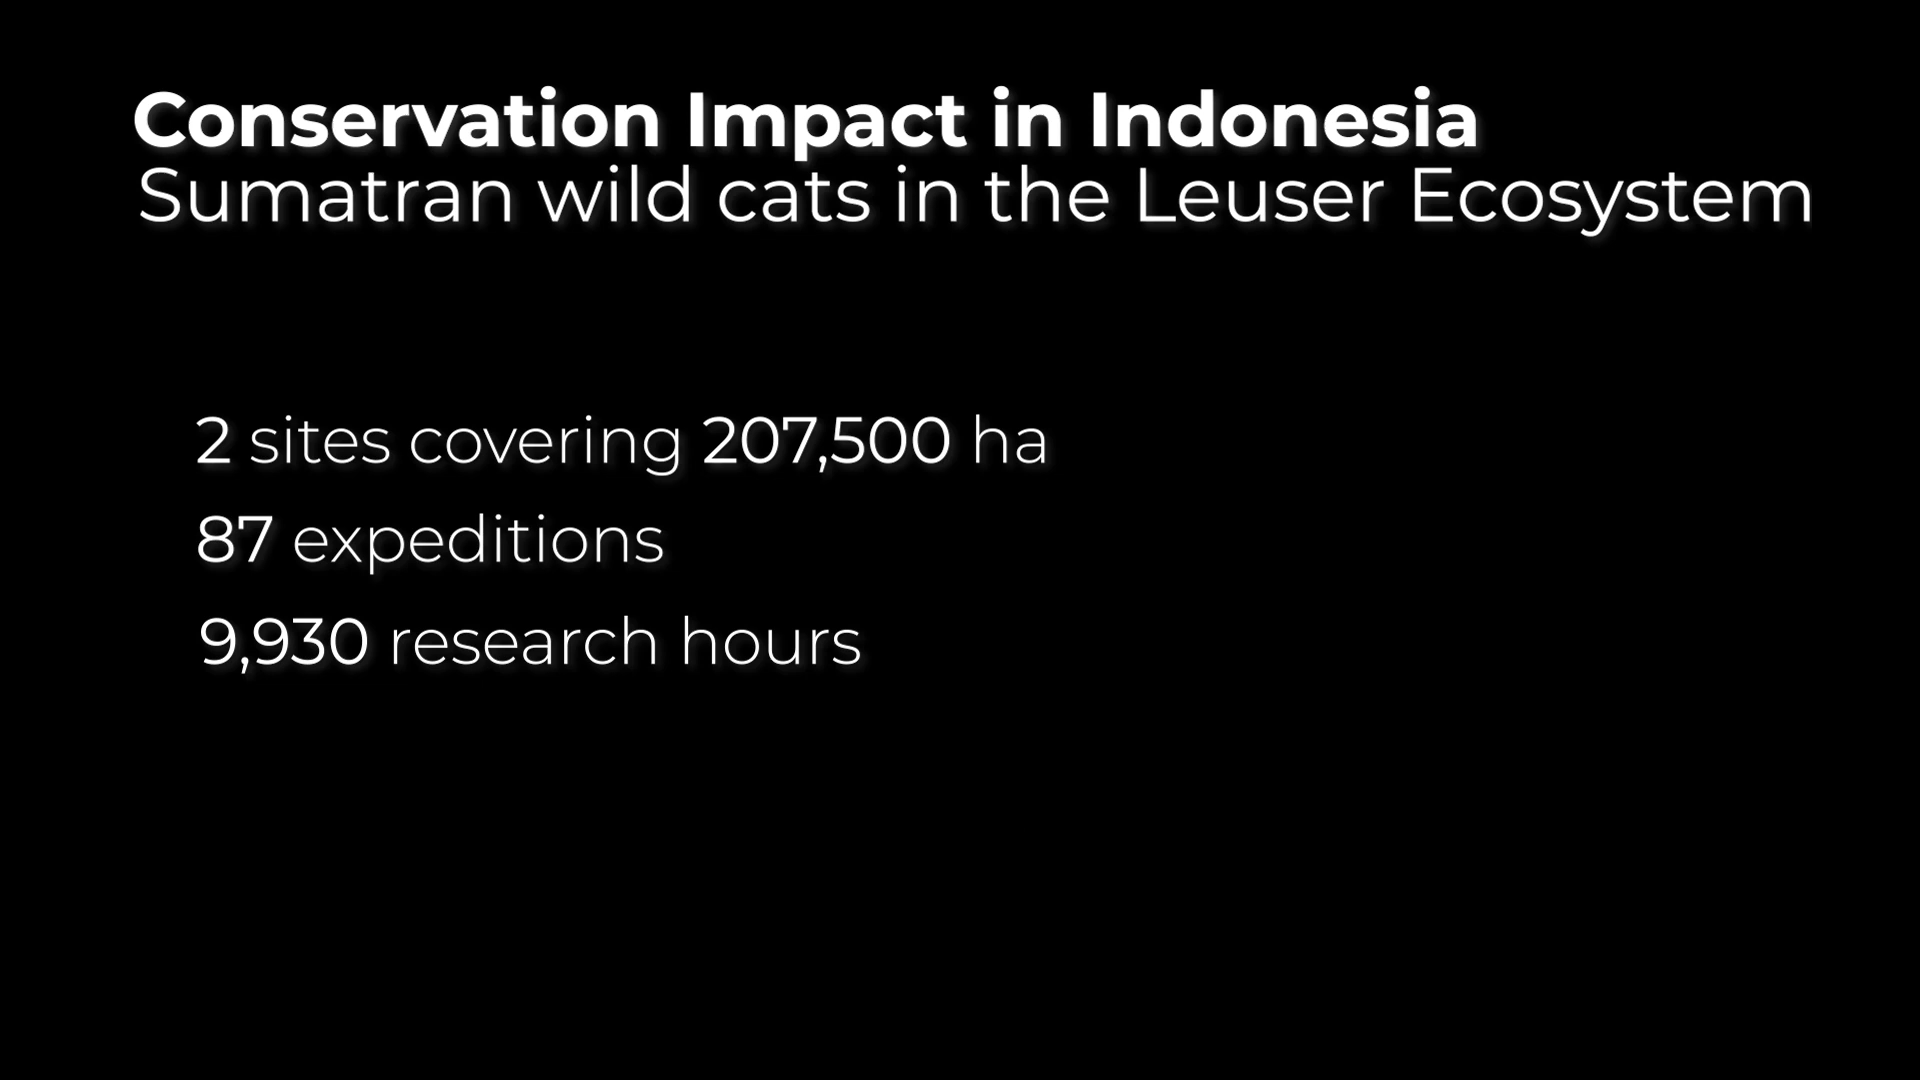 Conservation Impact in Indonesia
Sumatran wild cats in the Leuser Ecosystem
2 sites covering 207,500 ha
87 expeditions
9,930 research hours